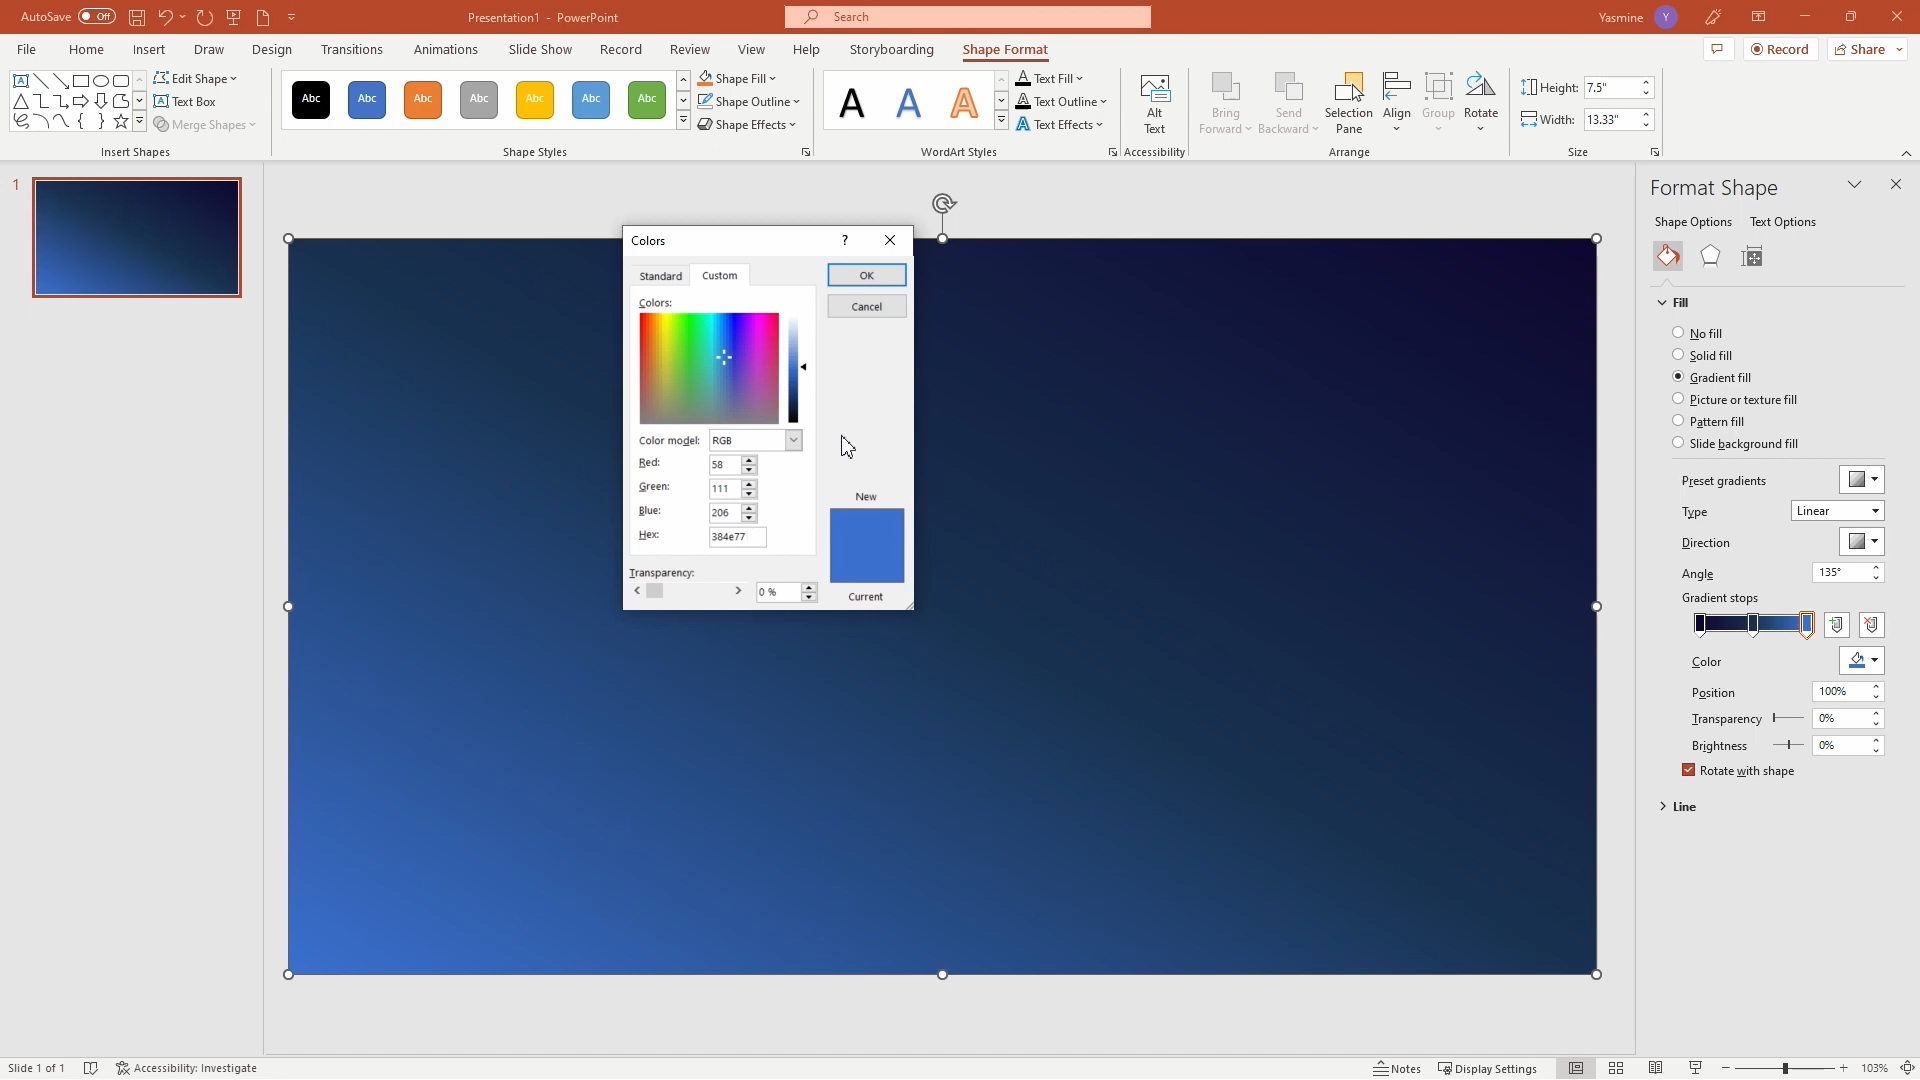 AutoSave Off
Presentation1 - PowerPoint
Search
Yasmine Y
File Home Insert Draw Design Transitions Animations Slide Show Record Review View Help Storyboarding Shape Format
Record Share
Edit Shape
Text Box
Merge Shapes
Insert Shapes
Abc Abc Abc Abc Abc Abc Abc
Shape Fill
Shape Outline
Shape Effects
Shape Styles
A A A
Text Fill
Text Outline
Text Effects
WordArt Styles
Alt
Text
Accessibility
Bring
Forward
Send
Backward
Selection
Pane
Align
Group
Rotate
Arrange
Height: 7.5"
Width: 13.33"
Size
1
Colors ?
Standard Custom
OK
Cancel
Colors:
Color model: RGB
Red: 58
Green: 111
Blue: 206
Hex: 384e77
Transparency:
0 %
New
Current
Format Shape
Shape Options Text Options
Fill
No fill
Solid fill
Gradient fill
Picture or texture fill
Pattern fill
Slide background fill
Preset gradients
Type Linear
Direction
Angle 135°
Gradient stops
Color
Position 100%
Transparency 0%
Brightness 0%
Rotate with shape
Line
Slide 1 of 1
Accessibility: Investigate
Notes
Display Settings
103%